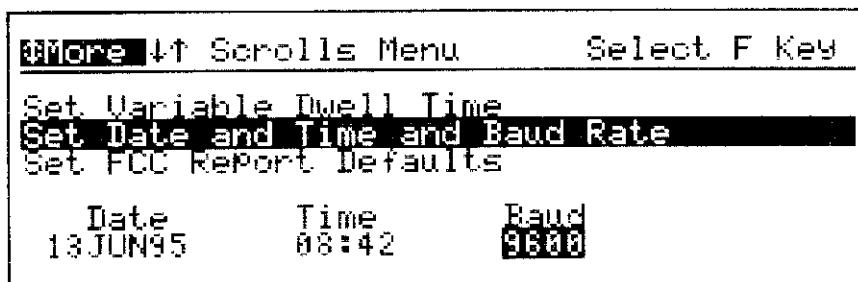 ↕More ↓↑ Scrolls Menu Select F Key
Set Variable Dwell Time
Set Date and Time and Baud Rate
Set FCC Report Defaults
Date Time Baud
13JUN95 08:42 9600